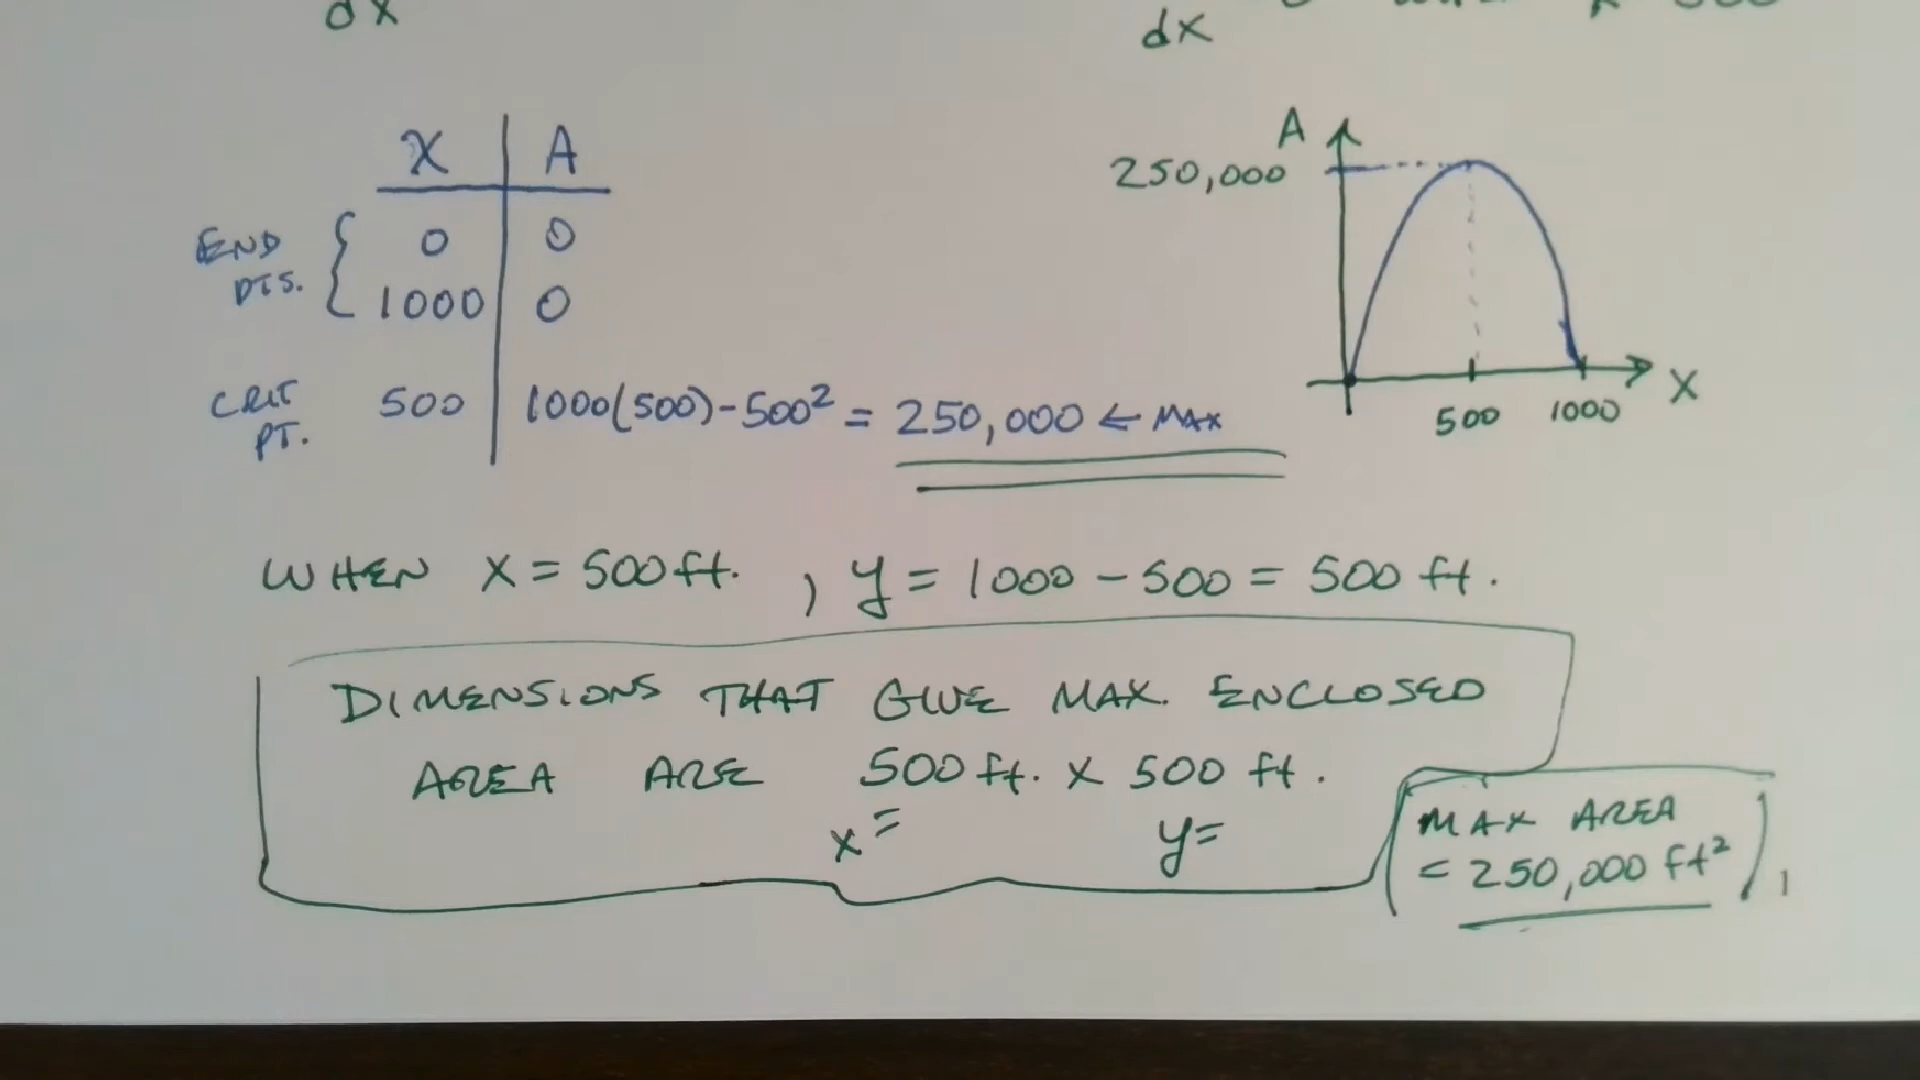 dx
dx
X A
END PTS. { 0 0
1000 0
CRIT PT. 500 1000(500)-500² = 250,000 ← MAX
A
250,000
500 1000 X
WHEN X = 500 ft. , y = 1000 - 500 = 500 ft.
DIMENSIONS THAT GIVE MAX. ENCLOSED
AREA ARE 500 ft. x 500 ft.
x= y=
MAX AREA
= 250,000 ft²